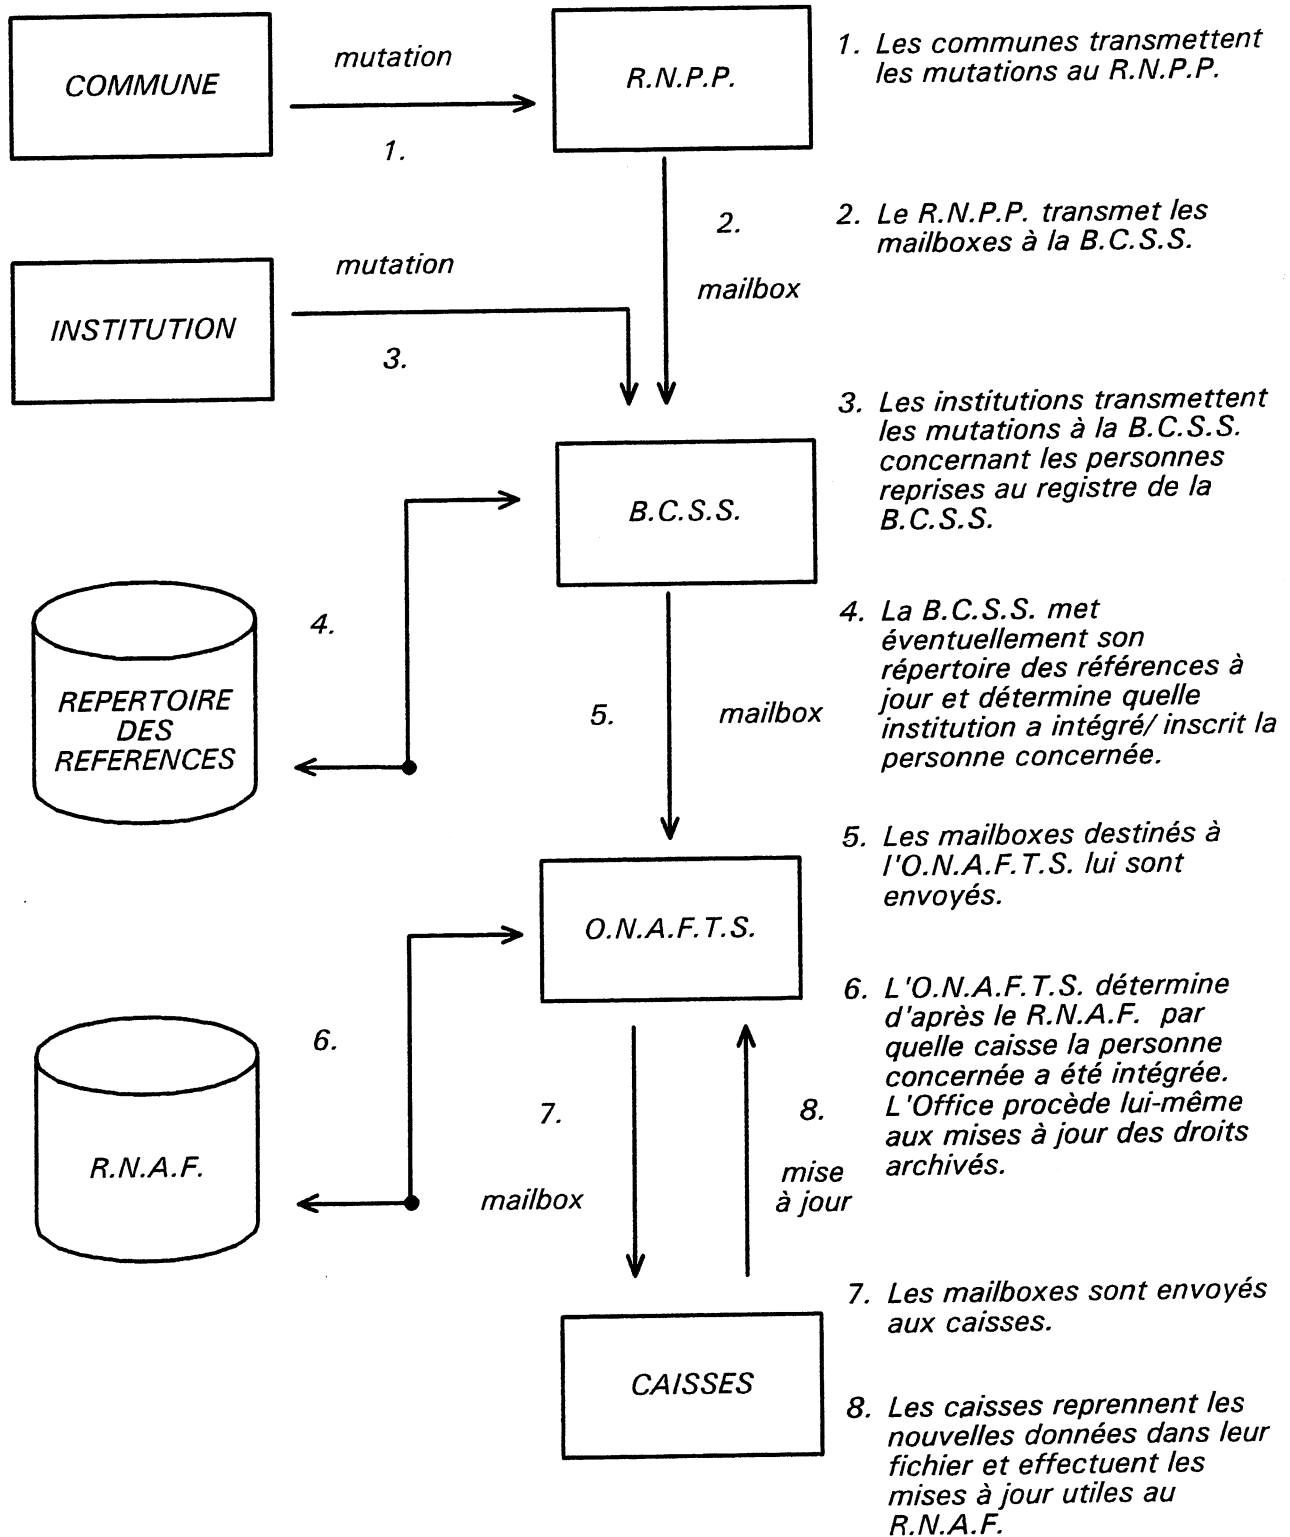 COMMUNE
mutation
1.
R.N.P.P.
1. Les communes transmettent
les mutations au R.N.P.P.
2.
mailbox
2. Le R.N.P.P. transmet les
mailboxes à la B.C.S.S.
INSTITUTION
mutation
3.
3. Les institutions transmettent
les mutations à la B.C.S.S.
concernant les personnes
reprises au registre de la
B.C.S.S.
B.C.S.S.
4.
REPERTOIRE
DES
REFERENCES
4. La B.C.S.S. met
éventuellement son
répertoire des références à
jour et détermine quelle
institution a intégré/ inscrit la
personne concernée.
5.
mailbox
5. Les mailboxes destinés à
l'O.N.A.F.T.S. lui sont
envoyés.
O.N.A.F.T.S.
6.
R.N.A.F.
6. L'O.N.A.F.T.S. détermine
d'après le R.N.A.F. par
quelle caisse la personne
concernée a été intégrée.
L'Office procède lui-même
aux mises à jour des droits
archivés.
7.
mailbox
8.
mise
à jour
7. Les mailboxes sont envoyés
aux caisses.
CAISSES
8. Les caisses reprennent les
nouvelles données dans leur
fichier et effectuent les
mises à jour utiles au
R.N.A.F.